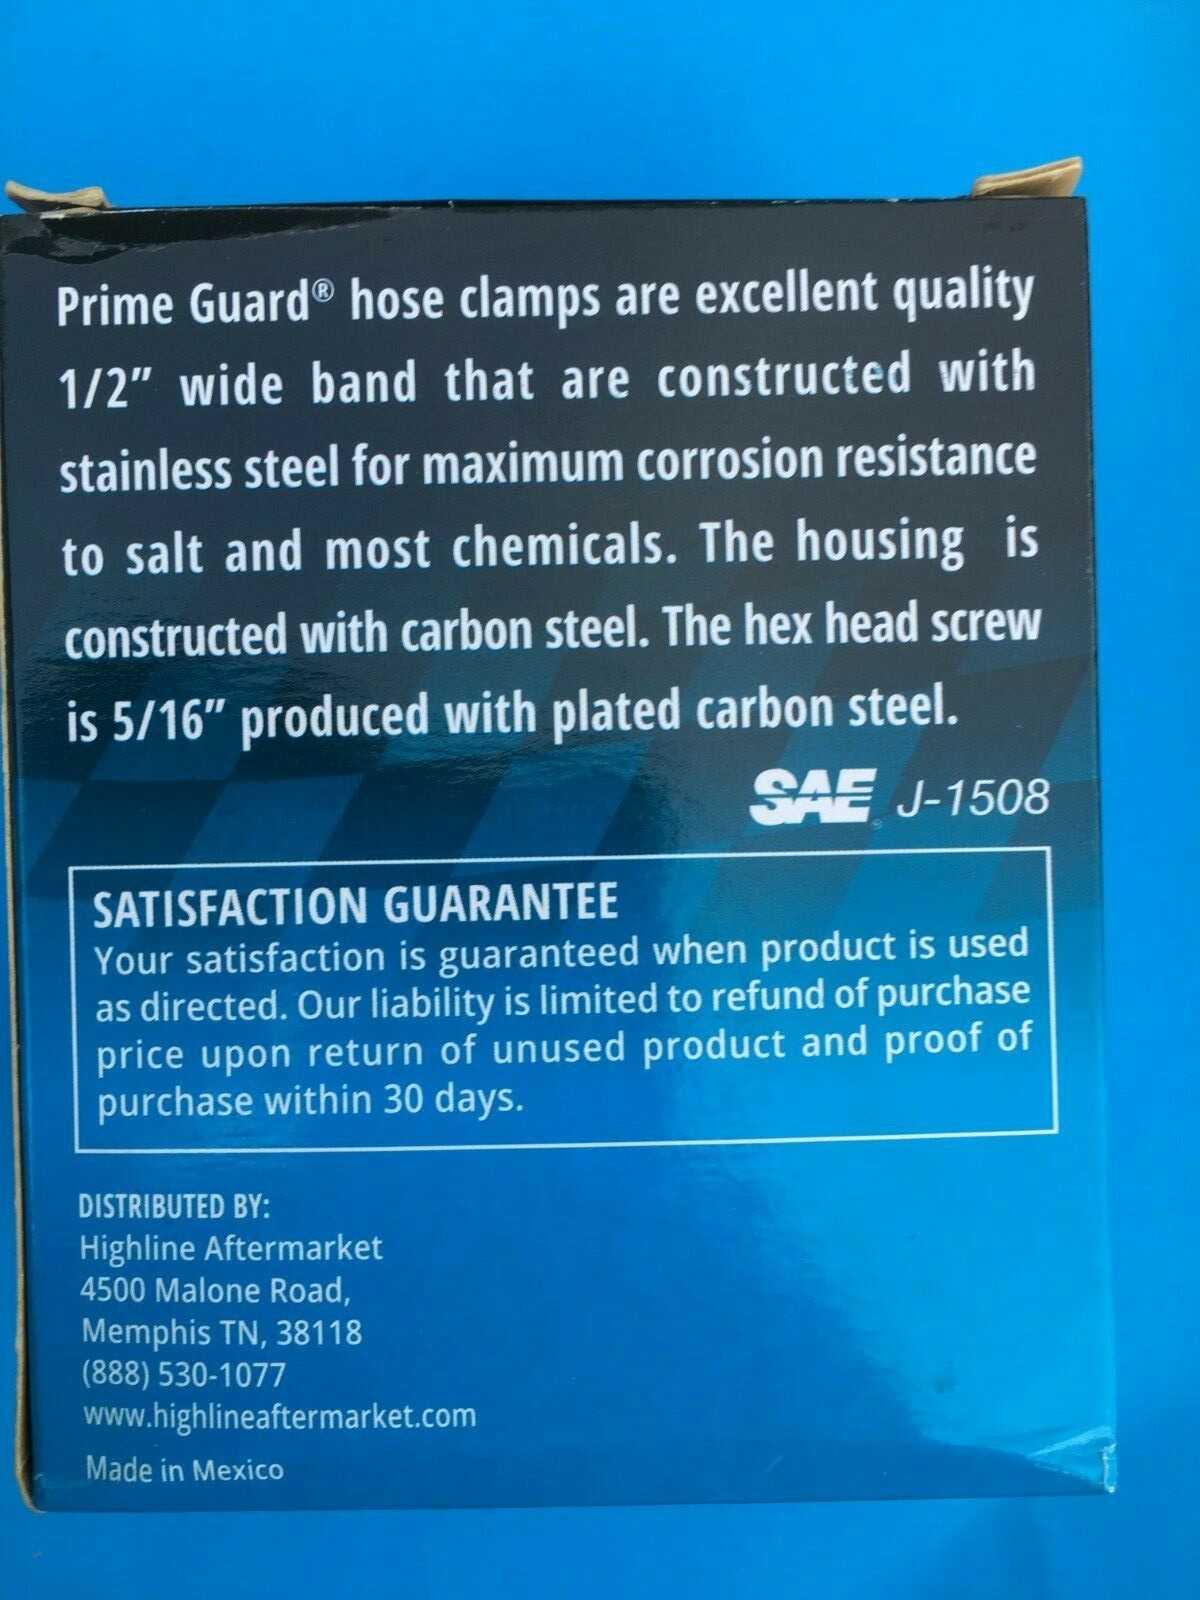 Prime Guard® hose clamps are excellent quality
1/2” wide band that are constructed with
stainless steel for maximum corrosion resistance
to salt and most chemicals. The housing is
constructed with carbon steel. The hex head screw
is 5/16” produced with plated carbon steel.
SAE® J-1508
SATISFACTION GUARANTEE
Your satisfaction is guaranteed when product is used
as directed. Our liability is limited to refund of purchase
price upon return of unused product and proof of
purchase within 30 days.
DISTRIBUTED BY:
Highline Aftermarket
4500 Malone Road,
Memphis TN, 38118
(888) 530-1077
www.highlineaftermarket.com
Made in Mexico